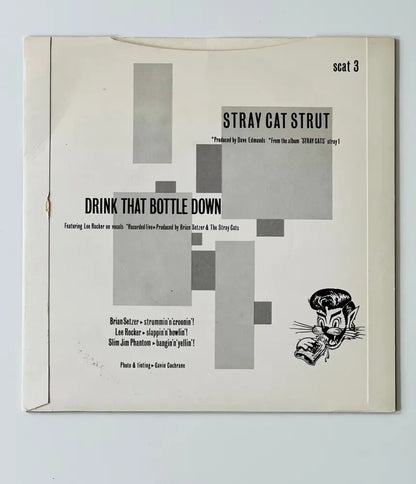 scat 3
STRAY CAT STRUT
*Produced by Dave Edmunds *From the album 'STRAY CATS' stray 1
DRINK THAT BOTTLE DOWN
Featuring Lee Rocker on vocals *Recorded live • Produced by Brian Setzer & The Stray Cats
Brian Setzer • strummin'n'croonin'!
Lee Rocker • slappin'n'howlin'!
Slim Jim Phantom • bangin'n'yellin'!
Photo & tinting • Gavin Cochrane